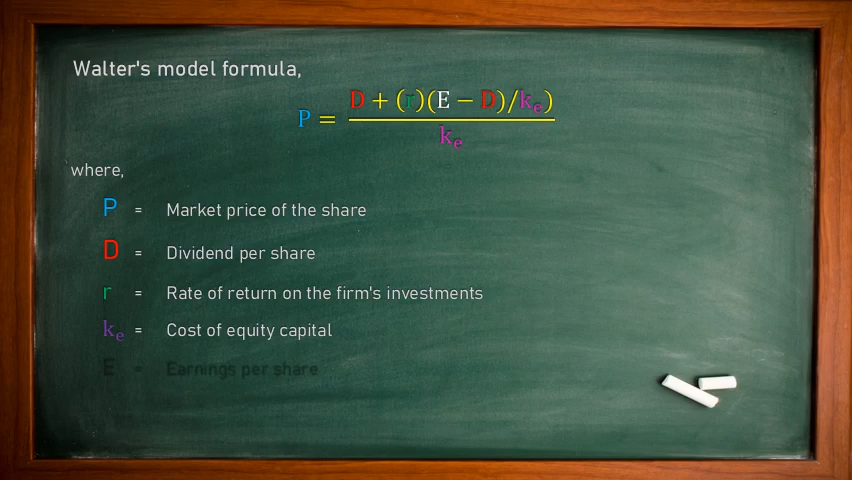 Walter's model formula,
P = D + (r)(E − D)/kₑ) / kₑ
where,
P = Market price of the share
D = Dividend per share
r = Rate of return on the firm's investments
kₑ = Cost of equity capital
E = Earnings per share